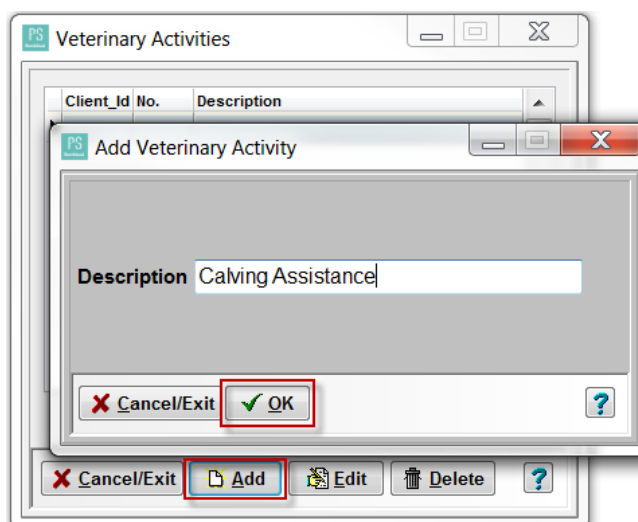 PS
Veterinary Activities
Client_Id No. Description
PS
Add Veterinary Activity
Description Calving Assistance
Cancel/Exit OK ?
Cancel/Exit Add Edit Delete ?